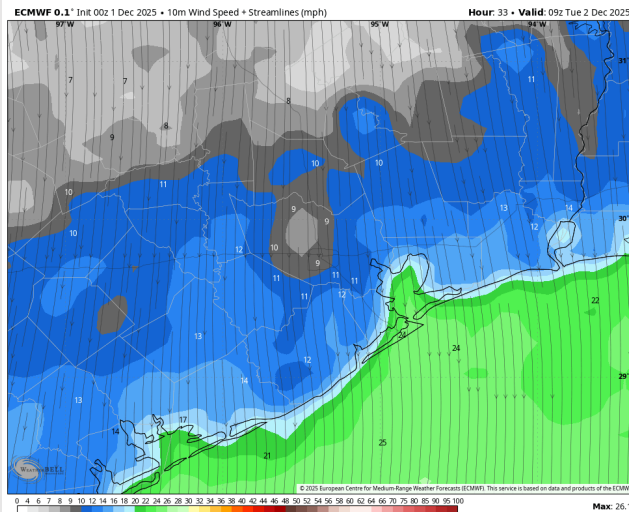 ECMWF 0.1° Init 00z 1 Dec 2025 • 10m Wind Speed + Streamlines (mph)
Hour: 33 • Valid: 09z Tue 2 Dec 2025
97°W 96°W 95°W 94°W
31°
7 7 11
8
9 8
10 10
10 11
9 13 14
30°
10 9 12
12 10
9
11 11 11
11 12
22
13 24
24
12
29°
14
13
17
14
25
21
WEATHERBELL
© 2025 European Centre for Medium-Range Weather Forecasts (ECMWF). This service is based on data and products of the ECMW
0 4 6 7 8 9 10 12 14 16 18 20 22 24 26 28 30 32 34 36 38 40 42 44 46 48 50 52 54 56 58 60 62 64 66 70 75 80 85 90 95 100
Max: 26.